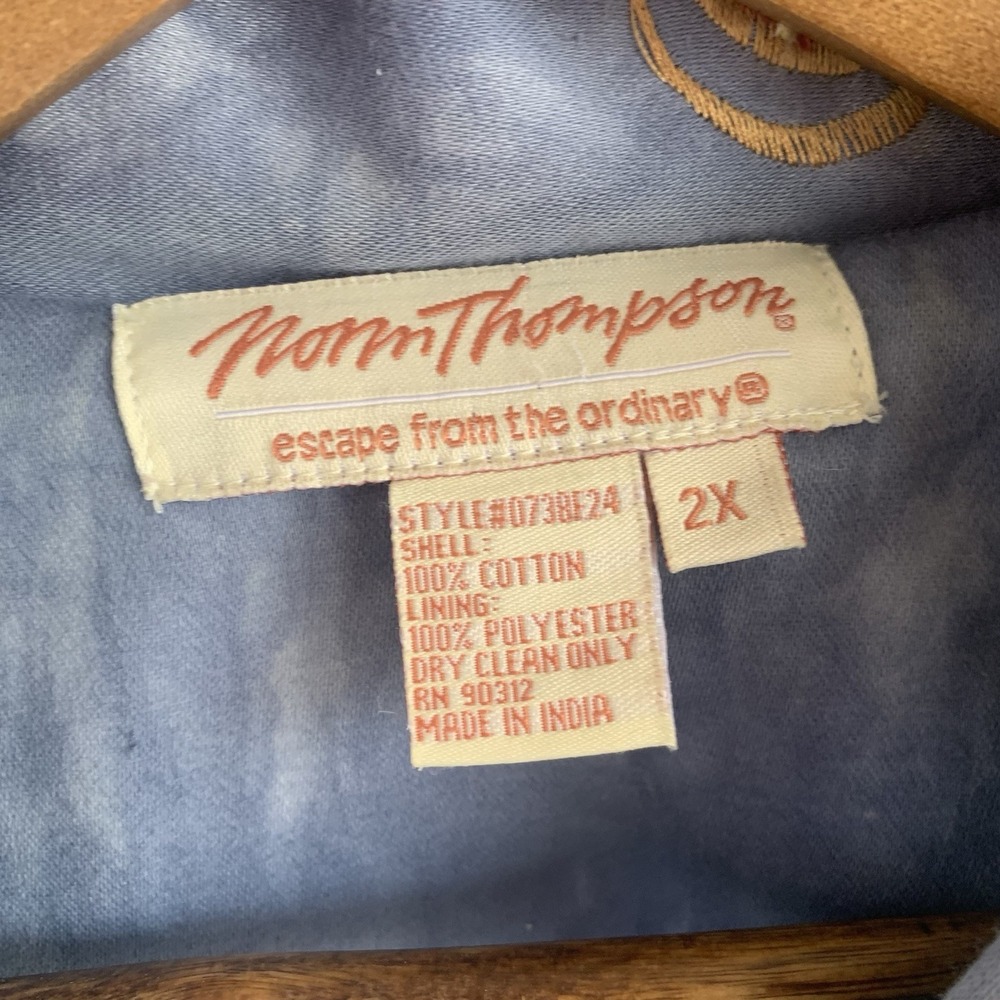 Norm Thompson®
escape from the ordinary®
STYLE#0738E24
SHELL:
100% COTTON
LINING:
100% POLYESTER
DRY CLEAN ONLY
RN 90312
MADE IN INDIA
2X